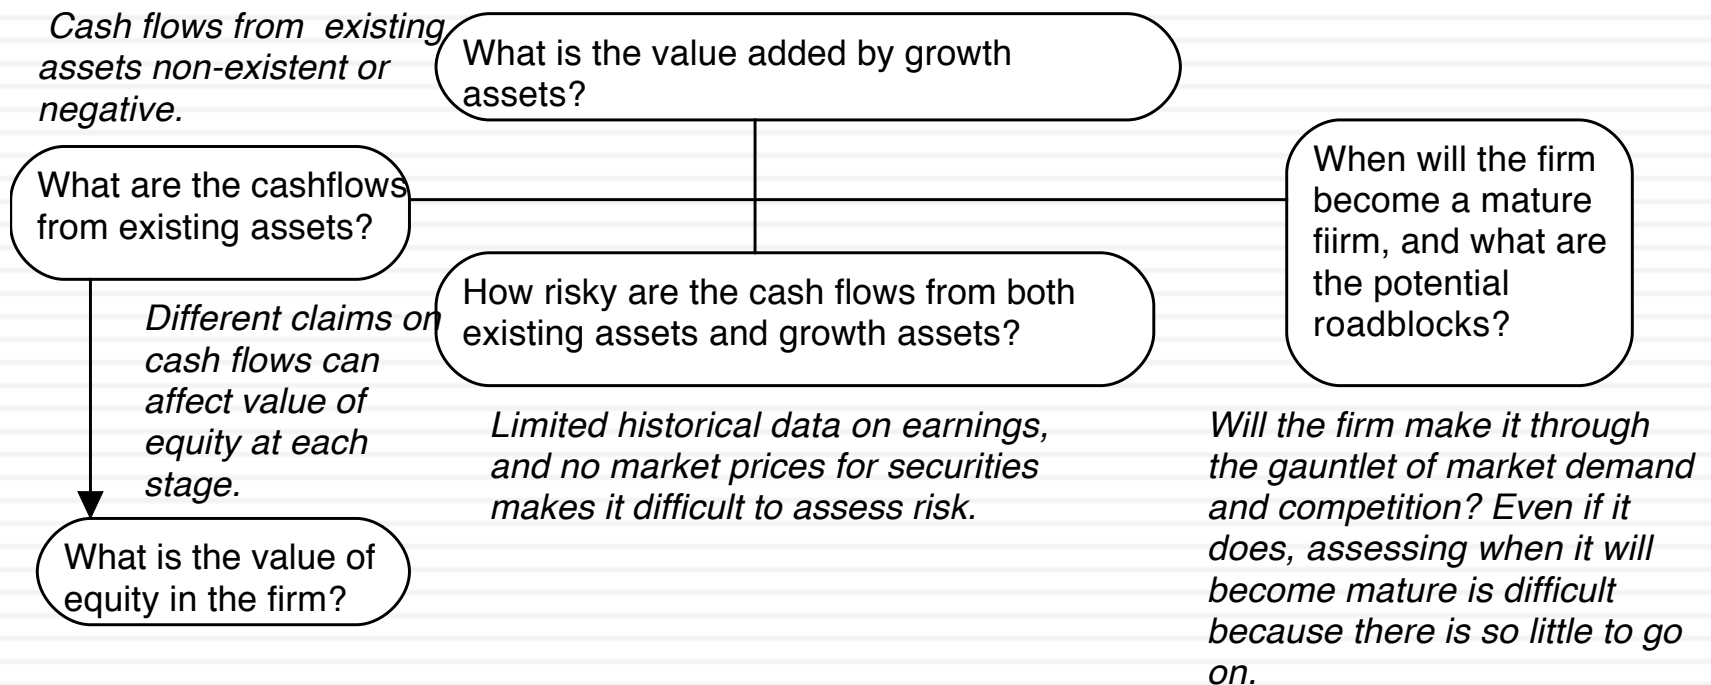 Cash flows from existing
assets non-existent or
negative.
What is the value added by growth
assets?
What are the cashflows
from existing assets?
When will the firm
become a mature
fiirm, and what are
the potential
roadblocks?
How risky are the cash flows from both
existing assets and growth assets?
Different claims on
cash flows can
affect value of
equity at each
stage.
Limited historical data on earnings,
and no market prices for securities
makes it difficult to assess risk.
Will the firm make it through
the gauntlet of market demand
and competition? Even if it
does, assessing when it will
become mature is difficult
because there is so little to go
on.
What is the value of
equity in the firm?